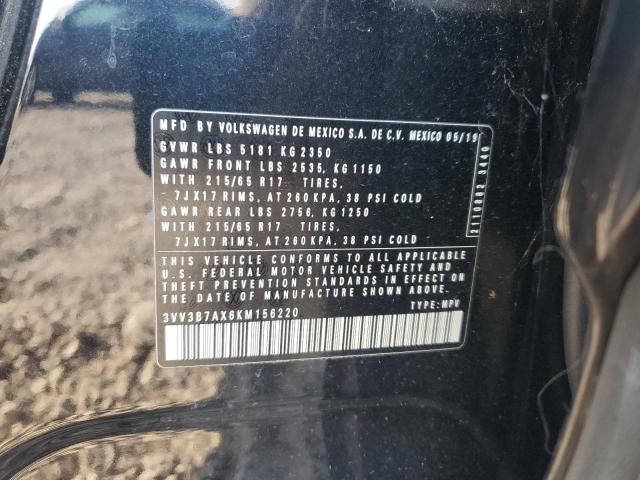 MFD BY VOLKSWAGEN DE MEXICO S.A. DE C.V. MEXICO 05/19
GVWR LBS 5181 KG 2350
GAWR FRONT LBS 2535, KG 1150
WITH 215/65 R17 TIRES,
7JX17 RIMS, AT 260 KPA, 38 PSI COLD
GAWR REAR LBS 2756, KG 1250
WITH 215/65 R17 TIRES,
7JX17 RIMS, AT 260 KPA, 38 PSI COLD
THIS VEHICLE CONFORMS TO ALL APPLICABLE
U.S. FEDERAL MOTOR VEHICLE SAFETY AND
THEFT PREVENTION STANDARDS IN EFFECT ON
THE DATE OF MANUFACTURE SHOWN ABOVE.
3VV3B7AX6KM156220 TYPE: MPV
3440